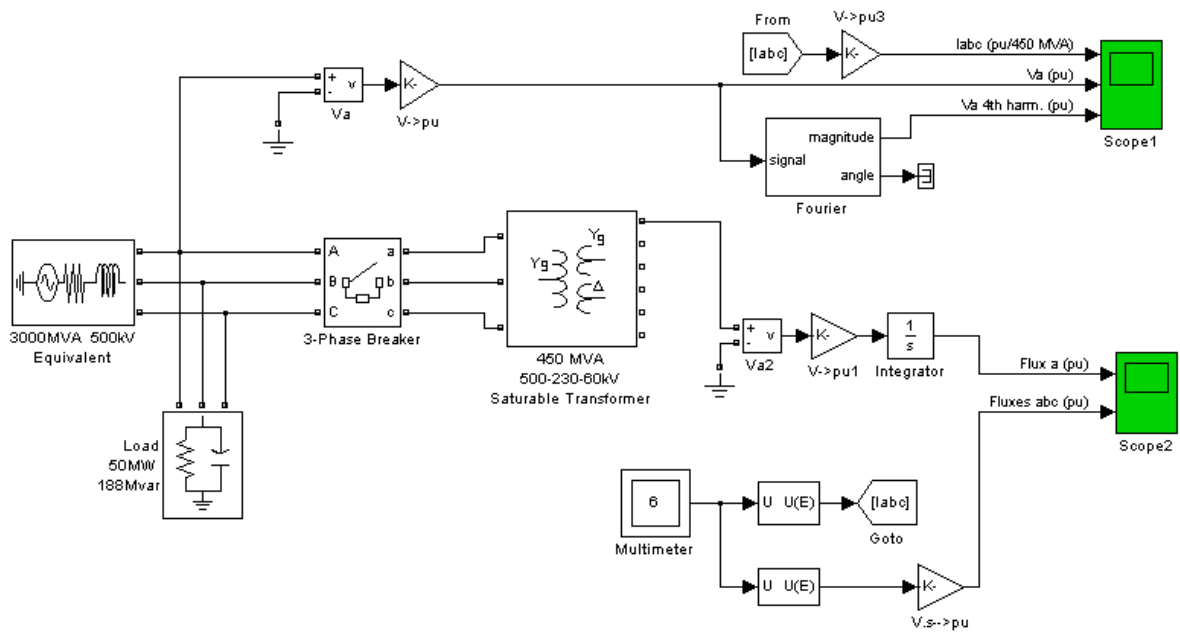 From
V->pu3
[Iabc]
K-
Iabc (pu/450 MVA)
Va (pu)
Va 4th harm. (pu)
Scope1
+
-
v
Va
K-
V->pu
signal
magnitude
angle
Fourier
3000MVA 500kV
Equivalent
A
B
C
a
b
c
3-Phase Breaker
Yg
Yg
Δ
450 MVA
500-230-60kV
Saturable Transformer
+
-
v
Va2
K-
V->pu1
1
s
Integrator
Flux a (pu)
Fluxes abc (pu)
Scope2
Load
50MW
188Mvar
6
Multimeter
U U(E)
[Iabc]
Goto
U U(E)
K-
V.s-->pu